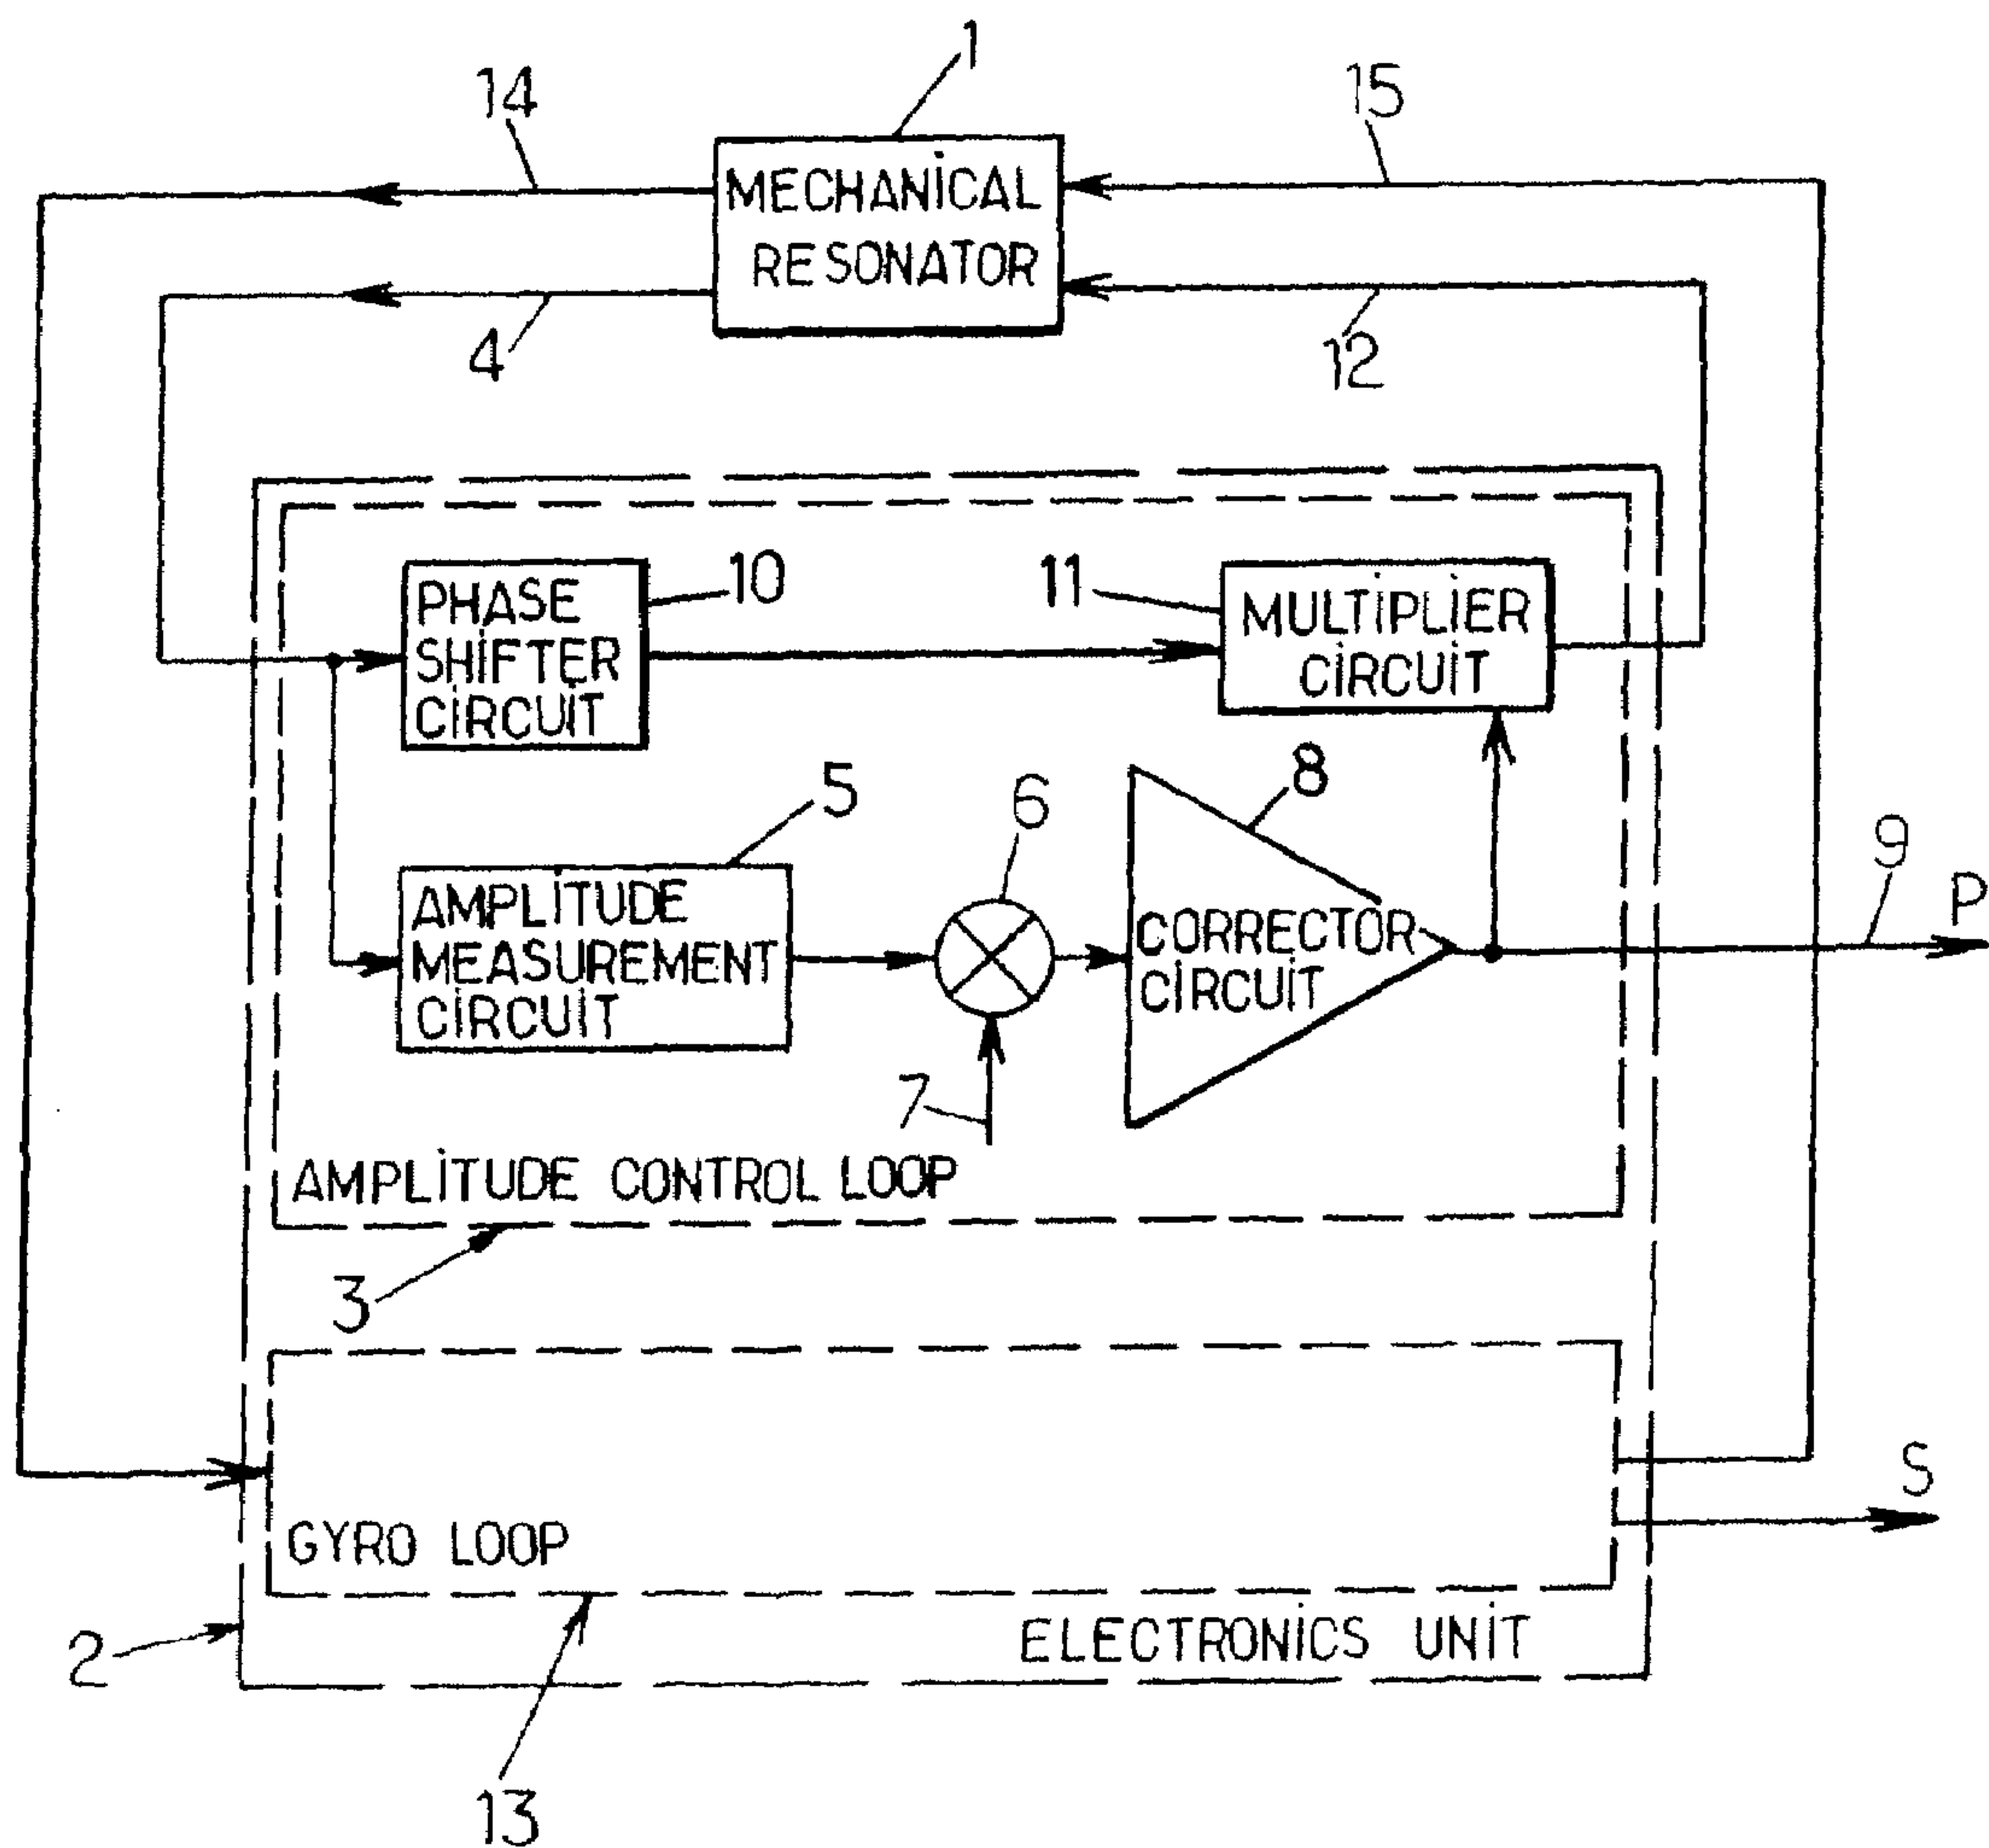 1
14
15
MECHANICAL
RESONATOR
4
12
PHASE
SHIFTER
CIRCUIT
10
11
MULTIPLIER
CIRCUIT
5
6
8
9
P
AMPLITUDE
MEASUREMENT
CIRCUIT
CORRECTOR
CIRCUIT
7
AMPLITUDE CONTROL LOOP
3
S
GYRO LOOP
2
ELECTRONICS UNIT
13